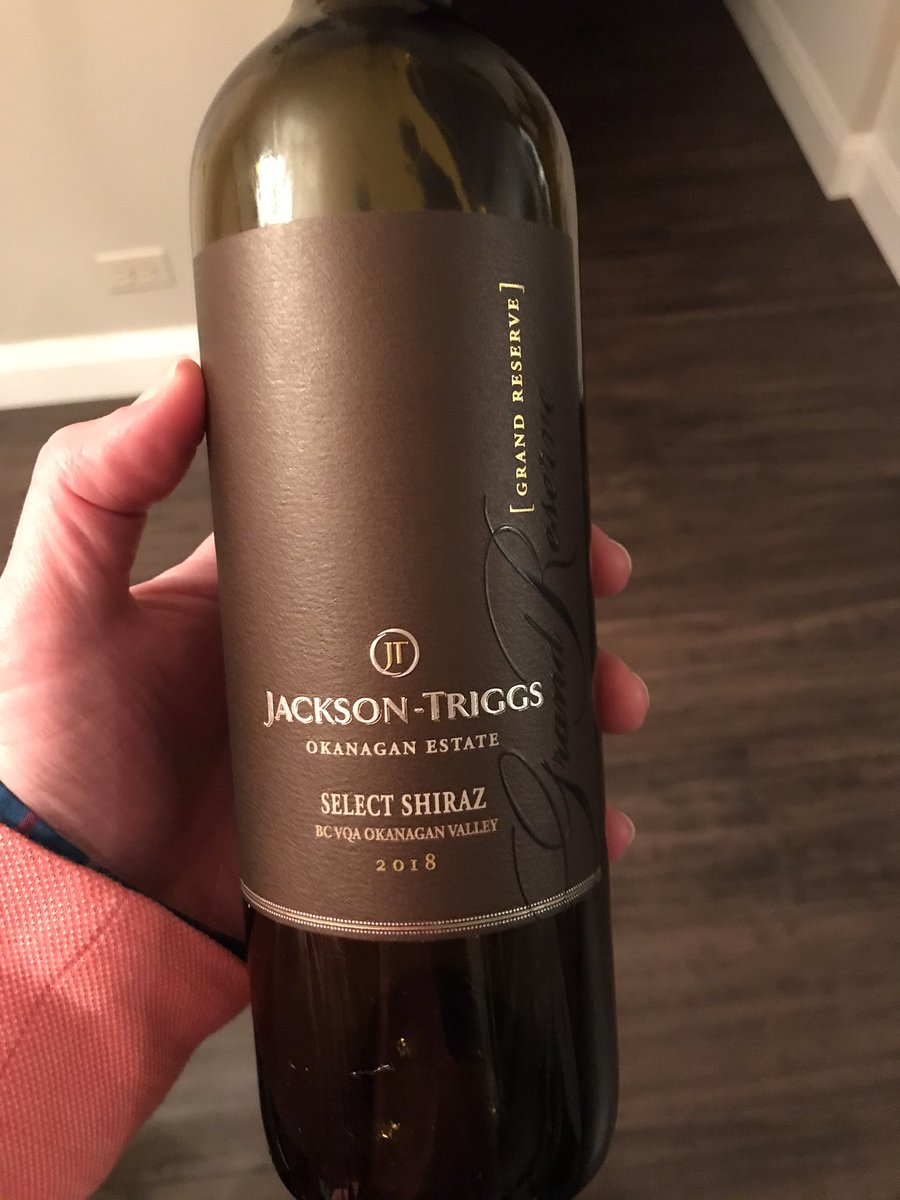 [ GRAND RESERVE ]
Grand Reserve
JT
JACKSON-TRIGGS
OKANAGAN ESTATE
SELECT SHIRAZ
BC VQA OKANAGAN VALLEY
2018